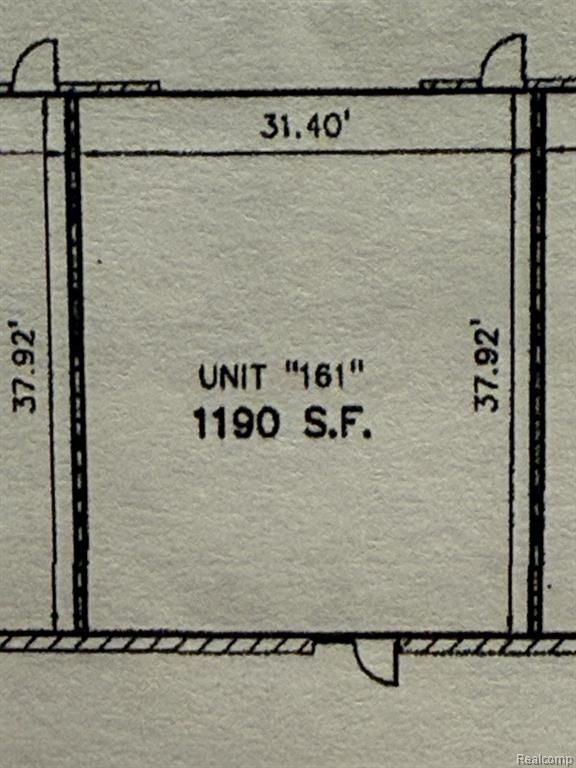 31.40'
37.92'
37.92'
UNIT "161"
1190 S.F.
Realcomp